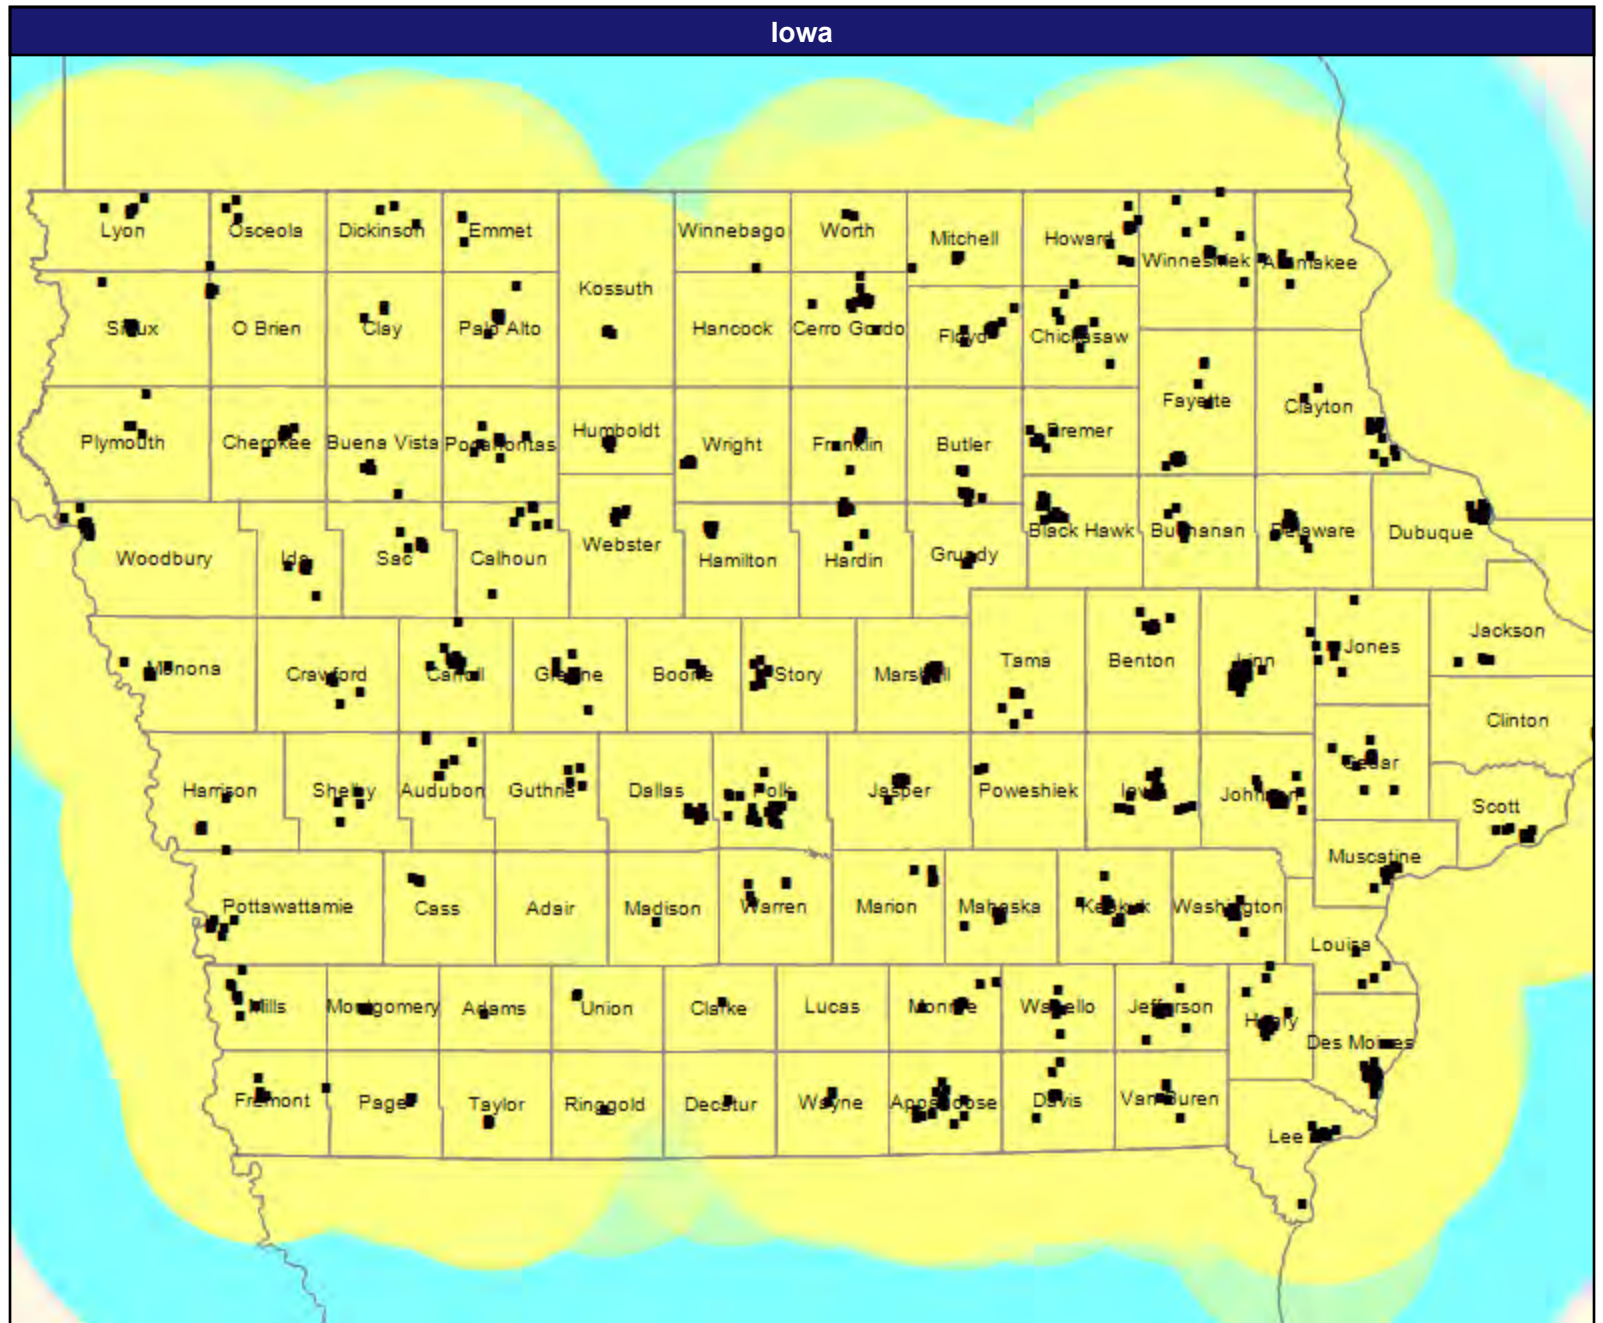 Iowa
Lyon Osceola Dickinson Emmet Winnebago Worth Mitchell Howard
Winneshiek Allamakee
Kossuth
Sioux O Brien Clay Palo Alto Hancock Cerro Gordo Floyd Chickasaw
Fayette Clayton
Plymouth Cherokee Buena Vista Pocahontas Humboldt Wright Franklin Butler Bremer
Woodbury Ida Sac Calhoun Webster Hamilton Hardin Grundy Black Hawk Buchanan Delaware Dubuque
Jackson
Monona Crawford Carroll Greene Boone Story Marshall Tama Benton Linn Jones
Clinton
Harrison Shelby Audubon Guthrie Dallas Polk Jasper Poweshiek Iowa Johnson Cedar
Scott
Muscatine
Pottawattamie Cass Adair Madison Warren Marion Mahaska Keokuk Washington
Louisa
Mills Montgomery Adams Union Clarke Lucas Monroe Wapello Jefferson Henry
Des Moines
Fremont Page Taylor Ringgold Decatur Wayne Appanoose Davis Van Buren
Lee